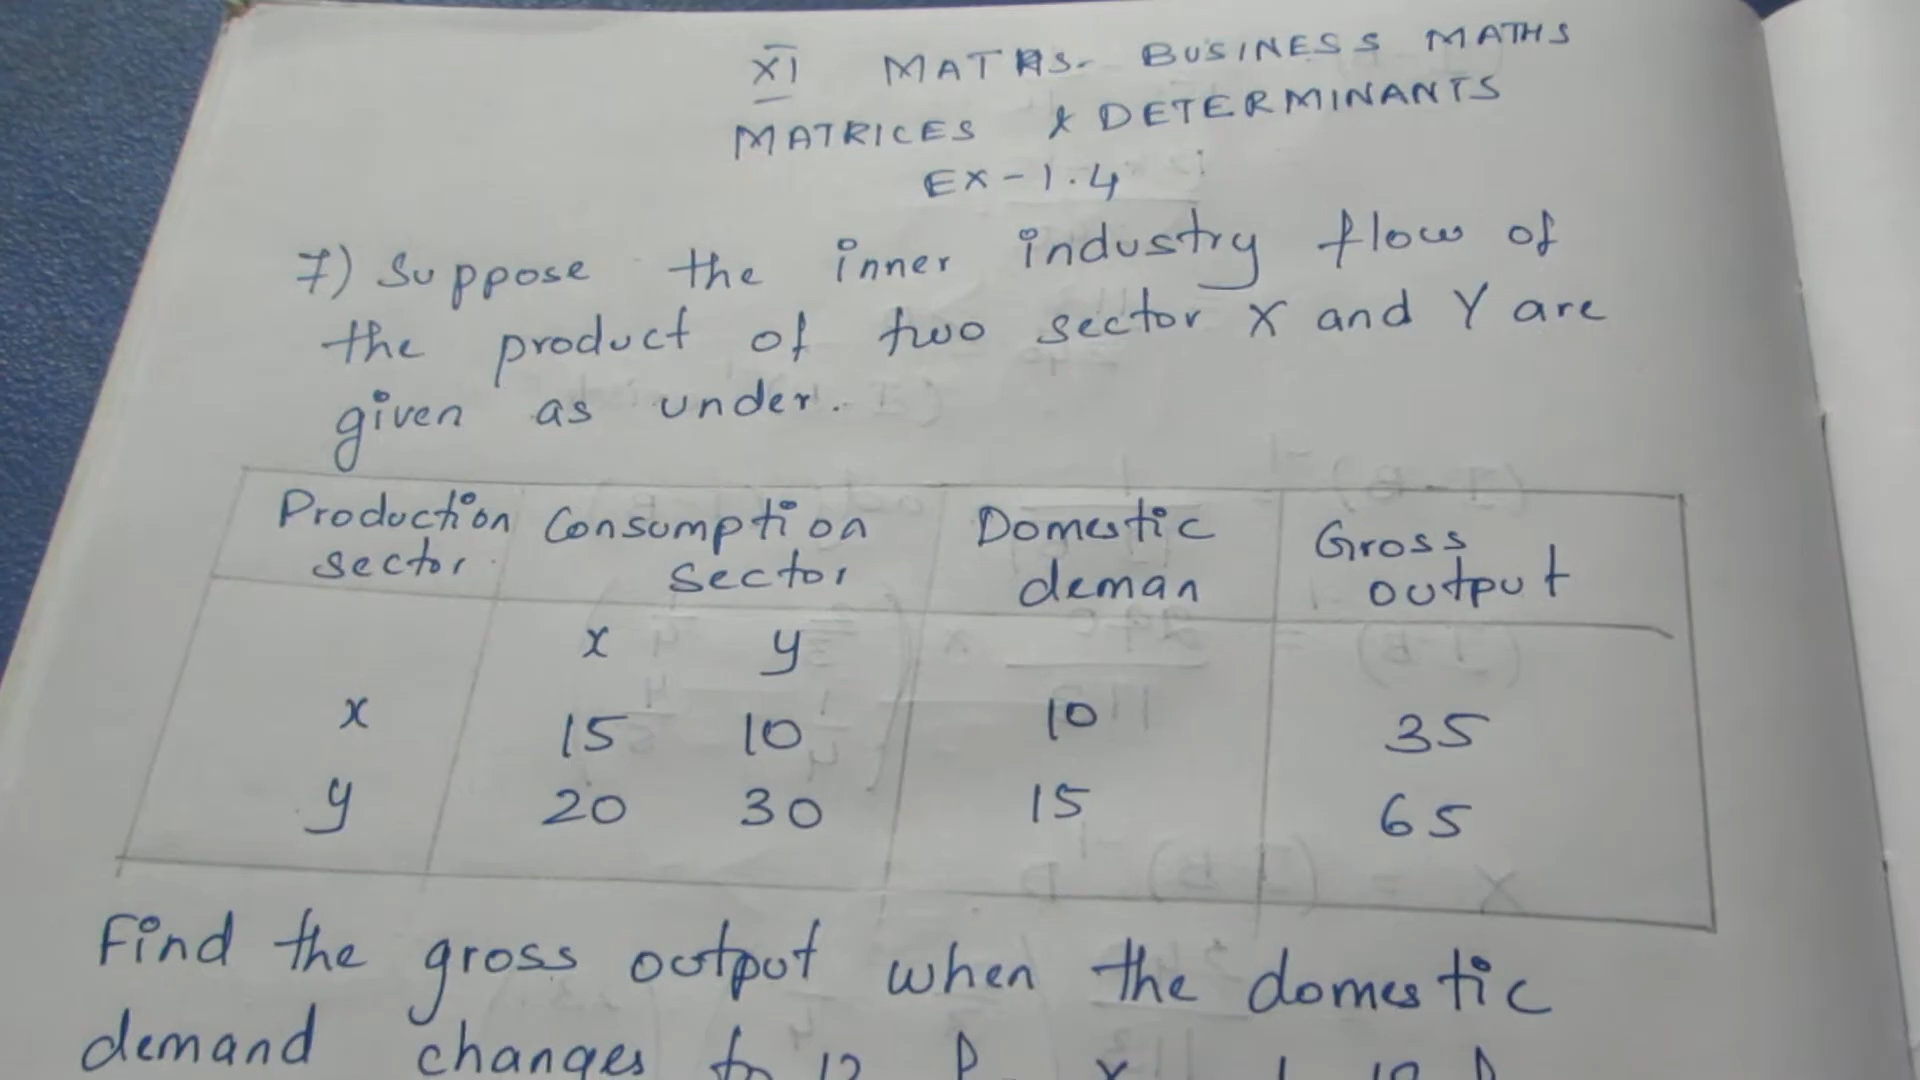 XI MATHS- BUSINESS MATHS
MATRICES & DETERMINANTS
EX-1.4
7) Suppose the inner industry flow of
the product of two sector X and Y are
given as under.
Production Consumption Domestic Gross
sector sector deman output
x y
x 15 10 10 35
y 20 30 15 65
Find the gross output when the domestic
demand changes to 12